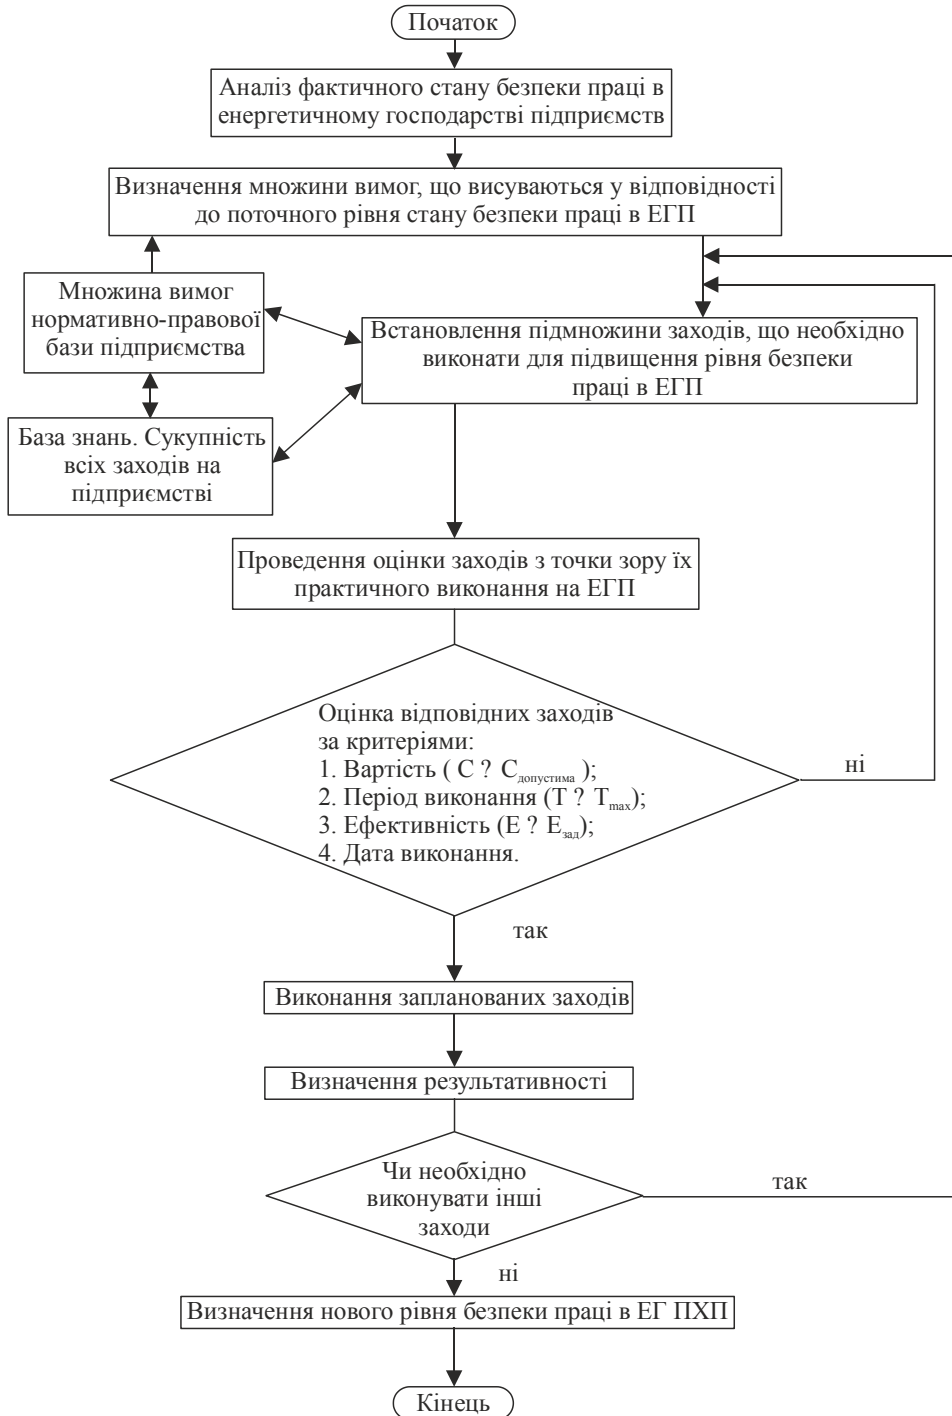 Початок
Аналіз фактичного стану безпеки праці в
енергетичному господарстві підприємств
Визначення множини вимог, що висуваються у відповідності
до поточного рівня стану безпеки праці в ЕГП
Множина вимог
нормативно-правової
бази підприємства
Встановлення підмножини заходів, що необхідно
виконати для підвищення рівня безпеки
праці в ЕГП
База знань. Сукупність
всіх заходів на
підприємстві
Проведення оцінки заходів з точки зору їх
практичного виконання на ЕГП
Оцінка відповідних заходів
за критеріями:
1. Вартість ( С ? С допустима );
2. Період виконання (Т ? Т max);
3. Ефективність (Е ? Е зад);
4. Дата виконання.
ні
так
Виконання запланованих заходів
Визначення результативності
Чи необхідно
виконувати інші
заходи
так
ні
Визначення нового рівня безпеки праці в ЕГ ПХП
Кінець